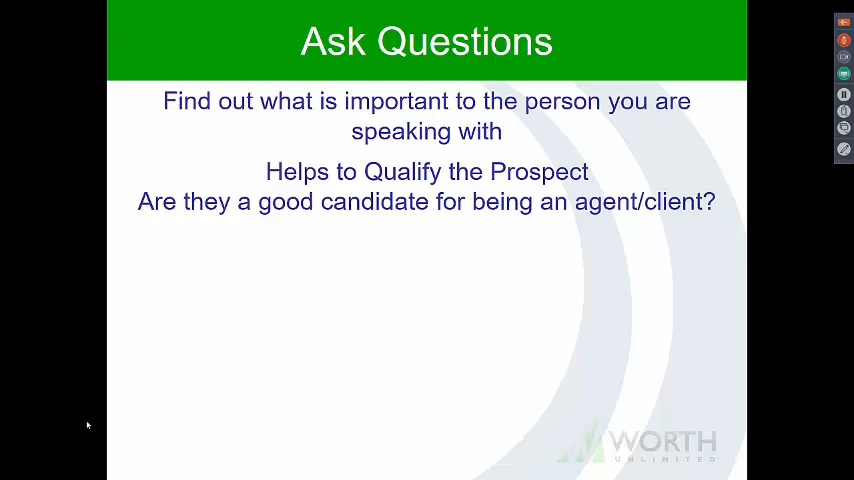 Ask Questions
Find out what is important to the person you are
speaking with
Helps to Qualify the Prospect
Are they a good candidate for being an agent/client?
WORTH
UNLIMITED